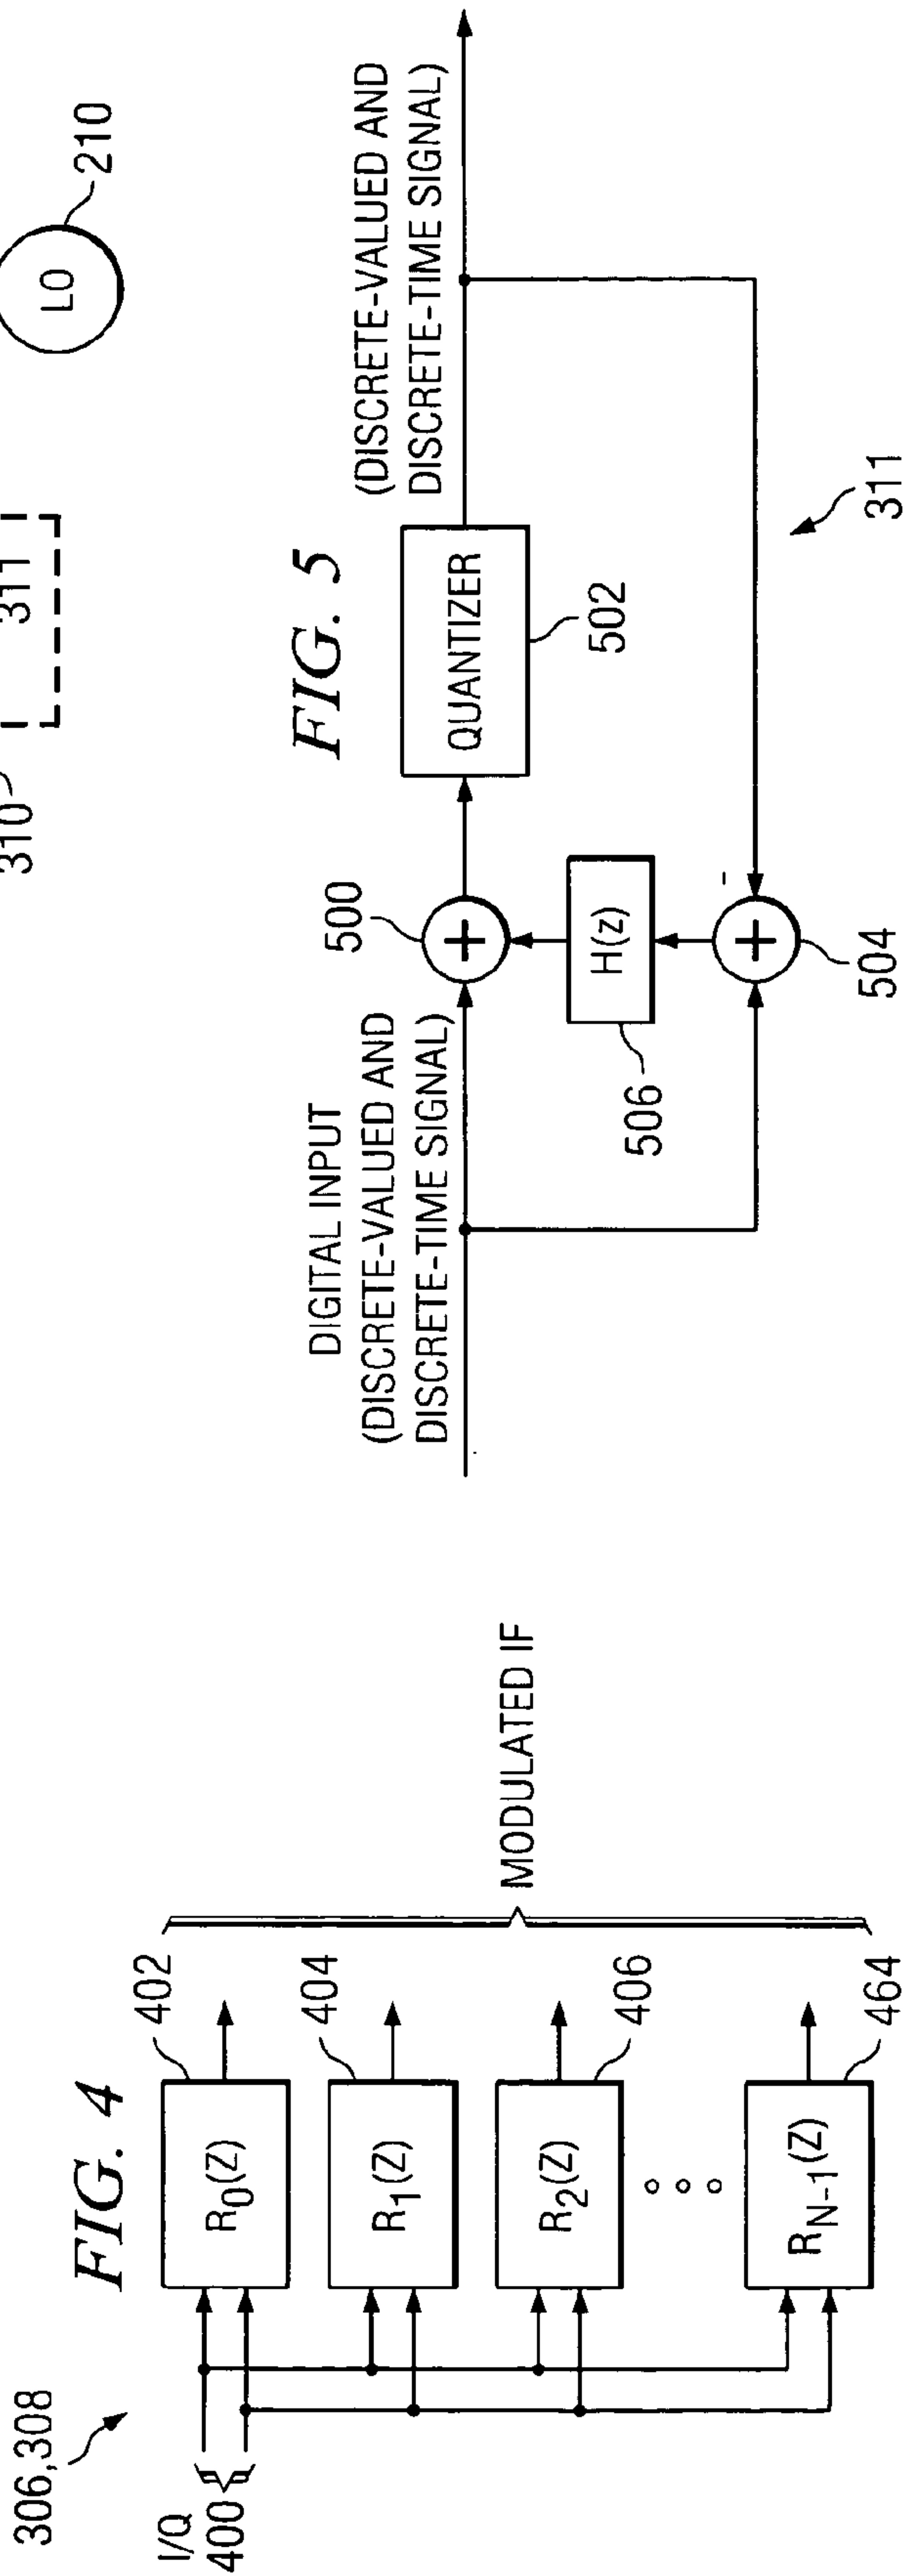 310
311
LO
210
FIG. 4
306,308
I/Q
400
R0(Z)
402
R1(Z)
404
R2(Z)
406
RN-1(Z)
464
MODULATED IF
FIG. 5
DIGITAL INPUT
(DISCRETE-VALUED AND
DISCRETE-TIME SIGNAL)
500
+
QUANTIZER
502
(DISCRETE-VALUED AND
DISCRETE-TIME SIGNAL)
H(z)
506
-
+
504
311